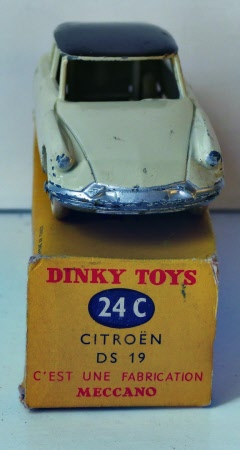 DINKY TOYS
24 C
CITROËN
DS 19
C'EST UNE FABRICATION
MECCANO